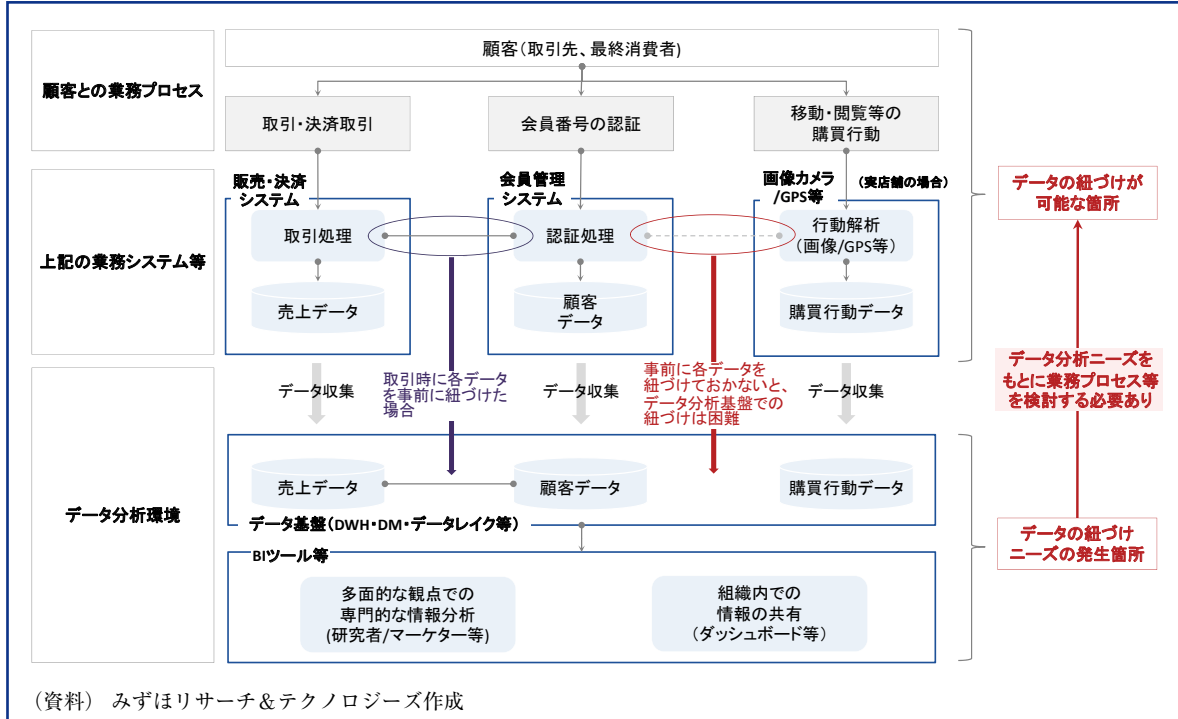 顧客との業務プロセス
顧客(取引先、最終消費者)
取引・決済取引
会員番号の認証
移動・閲覧等の
購買行動
上記の業務システム等
販売・決済
システム
取引処理
売上データ
会員管理
システム
認証処理
顧客
データ
画像カメラ
/GPS等
(実店舗の場合)
行動解析
(画像/GPS等)
購買行動データ
データ収集
取引時に各データ
を事前に紐づけた
場合
データ収集
事前に各データを
紐づけておかないと、
データ分析基盤での
紐づけは困難
データ収集
データ分析環境
売上データ
顧客データ
購買行動データ
データ基盤(DWH・DM・データレイク等)
BIツール等
多面的な観点での
専門的な情報分析
(研究者/マーケター等)
組織内での
情報の共有
(ダッシュボード等)
データの紐づけが
可能な箇所
データ分析ニーズを
もとに業務プロセス等
を検討する必要あり
データの紐づけ
ニーズの発生箇所
(資料) みずほリサーチ&テクノロジーズ作成